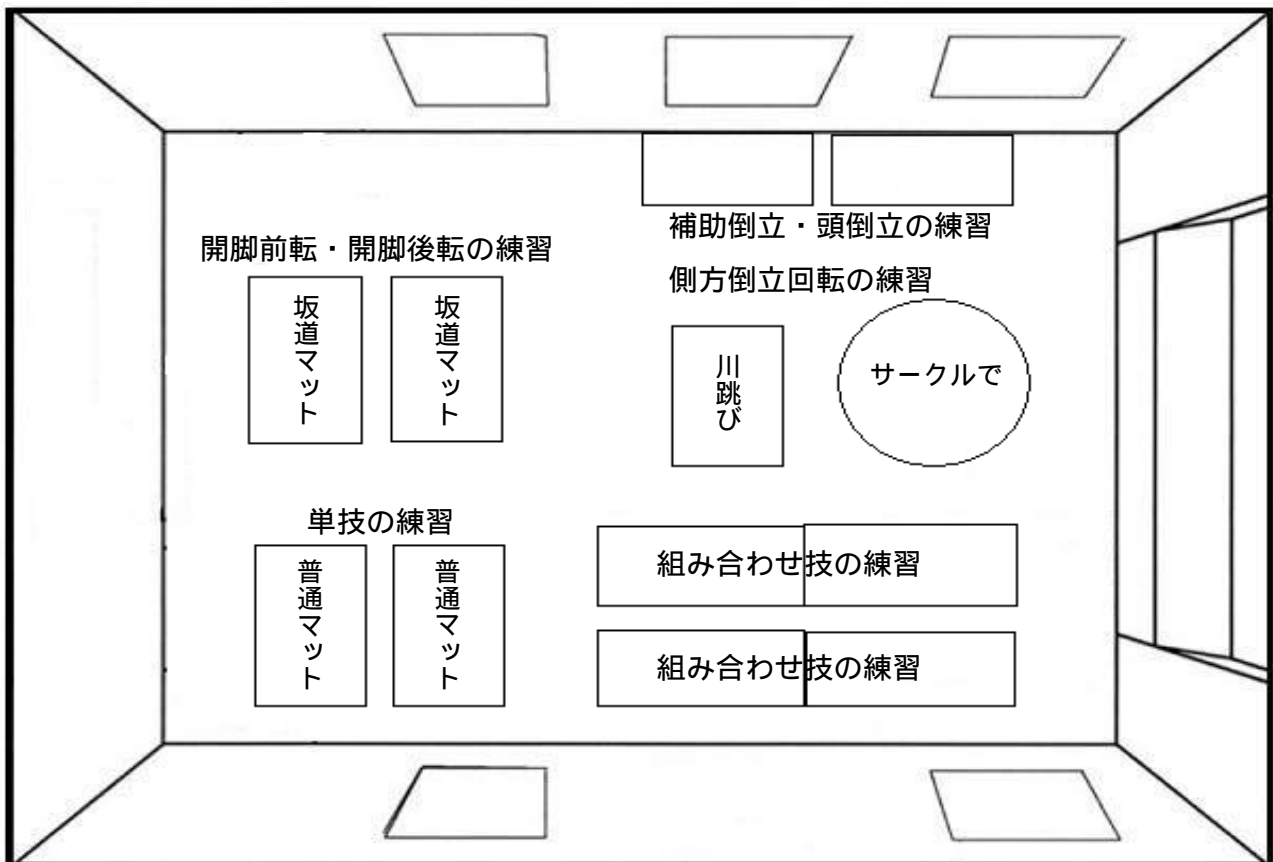 補助倒立・頭倒立の練習
開脚前転・開脚後転の練習
側方倒立回転の練習
坂道マット
坂道マット
川跳び
サークルで
単技の練習
普通マット
普通マット
組み合わせ技の練習
組み合わせ技の練習